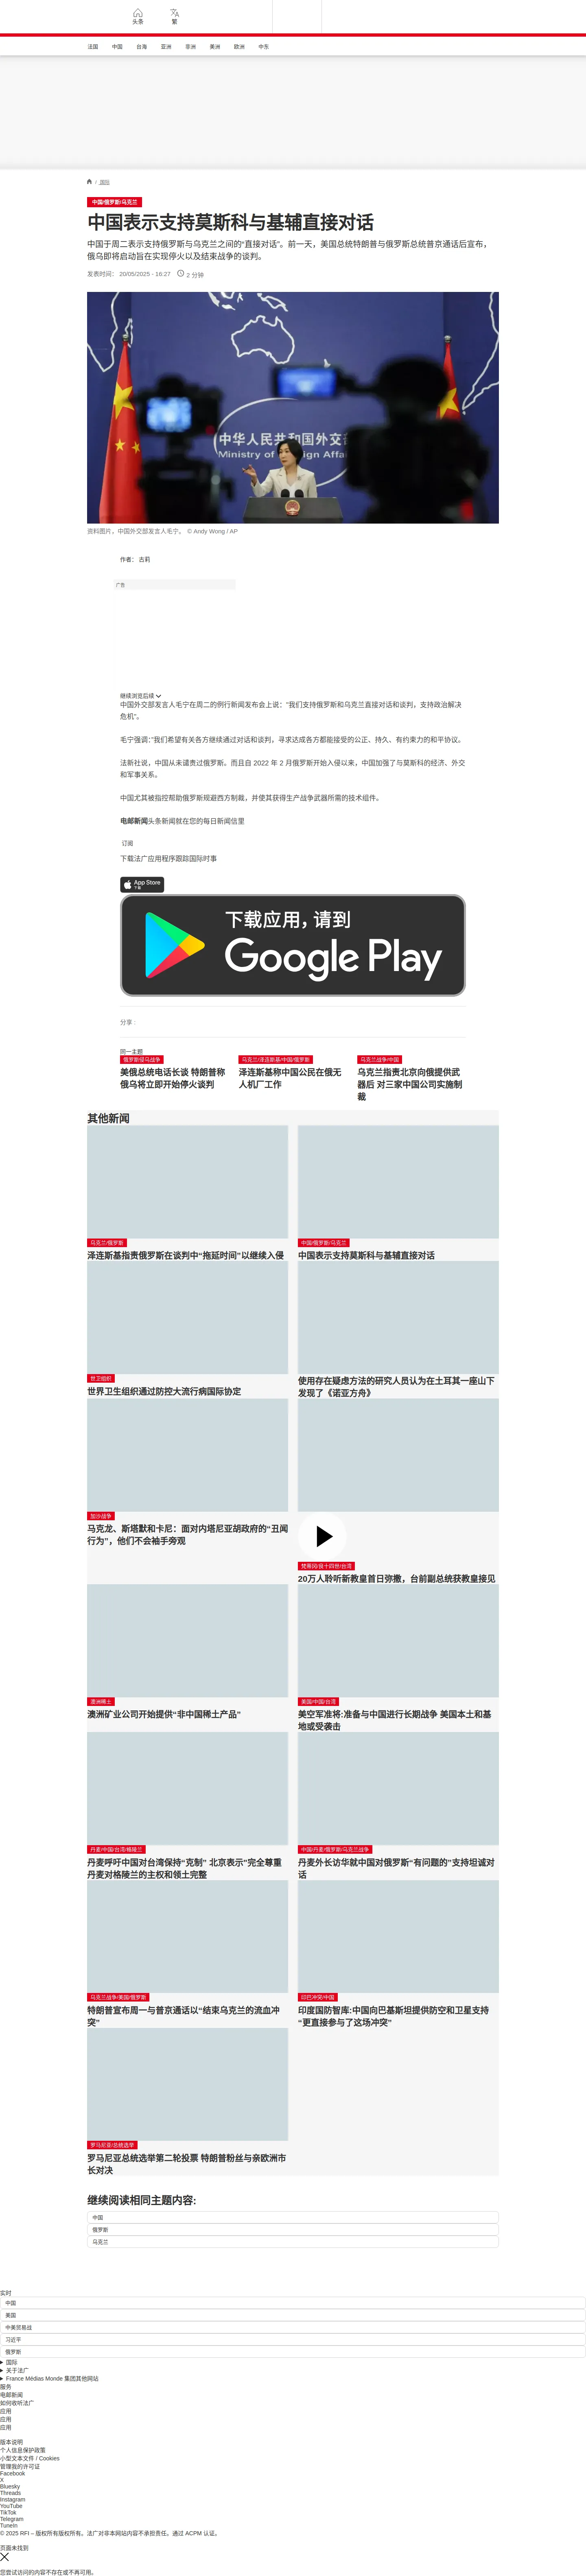 头条
繁
法国 中国 台海 亚洲 非洲 美洲 欧洲 中东
/ 国际
中国/俄罗斯/乌克兰
中国表示支持莫斯科与基辅直接对话
中国于周二表示支持俄罗斯与乌克兰之间的“直接对话”。前一天，美国总统特朗普与俄罗斯总统普京通话后宣布，
俄乌即将启动旨在实现停火以及结束战争的谈判。
发表时间： 20/05/2025 - 16:27 2 分钟
中华人民共和国外交部
Ministry of Foreign Affairs
资料图片，中国外交部发言人毛宁。 © Andy Wong / AP
作者： 古莉
广告
继续浏览后续
中国外交部发言人毛宁在周二的例行新闻发布会上说：“我们支持俄罗斯和乌克兰直接对话和谈判，支持政治解决
危机”。
毛宁强调：“我们希望有关各方继续通过对话和谈判，寻求达成各方都能接受的公正、持久、有约束力的和平协议。
法新社说，中国从未谴责过俄罗斯。而且自 2022 年 2 月俄罗斯开始入侵以来，中国加强了与莫斯科的经济、外交
和军事关系。
中国尤其被指控帮助俄罗斯规避西方制裁，并使其获得生产战争武器所需的技术组件。
电邮新闻头条新闻就在您的每日新闻信里
订阅
下载法广应用程序跟踪国际时事
App Store
下载
下载应用，请到
Google Play
分享 :
同一主题
俄罗斯侵乌战争
美俄总统电话长谈 特朗普称
俄乌将立即开始停火谈判
乌克兰/泽连斯基/中国/俄罗斯
泽连斯基称中国公民在俄无
人机厂工作
乌克兰战争/中国
乌克兰指责北京向俄提供武
器后 对三家中国公司实施制
裁
其他新闻
乌克兰/俄罗斯
泽连斯基指责俄罗斯在谈判中“拖延时间”以继续入侵
中国/俄罗斯/乌克兰
中国表示支持莫斯科与基辅直接对话
世卫组织
世界卫生组织通过防控大流行病国际协定
使用存在疑虑方法的研究人员认为在土耳其一座山下
发现了《诺亚方舟》
加沙战争
马克龙、斯塔默和卡尼：面对内塔尼亚胡政府的“丑闻
行为”，他们不会袖手旁观
梵蒂冈/良十四世/台湾
20万人聆听新教皇首日弥撒，台前副总统获教皇接见
澳洲稀土
澳洲矿业公司开始提供“非中国稀土产品”
美国/中国/台湾
美空军准将:准备与中国进行长期战争 美国本土和基
地或受袭击
丹麦/中国/台湾/格陵兰
丹麦呼吁中国对台湾保持“克制” 北京表示“完全尊重
丹麦对格陵兰的主权和领土完整
中国/丹麦/俄罗斯/乌克兰战争
丹麦外长访华就中国对俄罗斯“有问题的”支持坦诚对
话
乌克兰战争/美国/俄罗斯
特朗普宣布周一与普京通话以“结束乌克兰的流血冲
突”
印巴冲突/中国
印度国防智库:中国向巴基斯坦提供防空和卫星支持
“更直接参与了这场冲突”
罗马尼亚/总统选举
罗马尼亚总统选举第二轮投票 特朗普粉丝与亲欧洲市
长对决
继续阅读相同主题内容:
中国
俄罗斯
乌克兰
实时
中国
美国
中美贸易战
习近平
俄罗斯
国际
关于法广
France Médias Monde 集团其他网站
服务
电邮新闻
如何收听法广
应用
应用
应用
版本说明
个人信息保护政策
小型文本文件 / Cookies
管理我的许可证
Facebook
X
Bluesky
Threads
Instagram
YouTube
TikTok
Telegram
TuneIn
© 2025 RFI – 版权所有版权所有。法广对非本网站内容不承担责任。通过 ACPM 认证。
页面未找到
您尝试访问的内容不存在或不再可用。